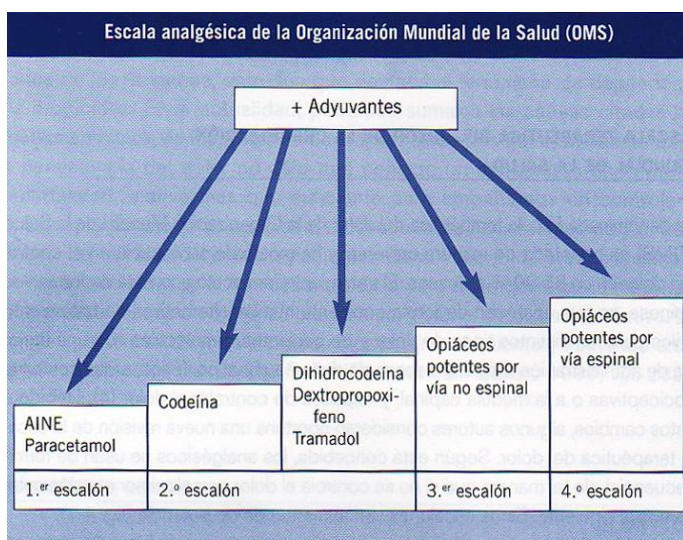 Escala analgésica de la Organización Mundial de la Salud (OMS)
+ Adyuvantes
AINE
Paracetamol
Codeína
Dihidrocodeína
Dextropropoxi-
feno
Tramadol
Opiáceos
potentes por
vía no espinal
Opiáceos
potentes por
vía espinal
1.er escalón
2.º escalón
3.er escalón
4.º escalón